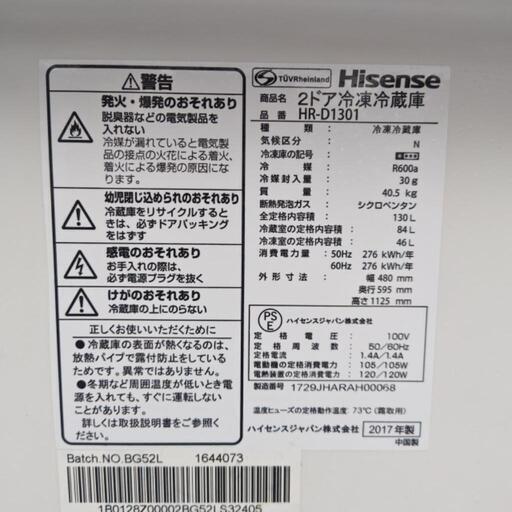 警告
発火・爆発のおそれあり
脱臭器などの電気製品を
入れない
冷媒が漏れていると電気製
品の接点の火花による着火、
着火爆発の原因になります。
幼児閉じ込められのおそれあり
冷蔵庫をリサイクルするとき
は、必ずドアパッキング
をはずす
感電のおそれあり
お手入れの際は、
必ず電源プラグを抜く
けがのおそれあり
冷蔵庫の上にのらない
正しくお使いいただくために
●冷蔵庫の表面が熱くなるのは、
放熱パイプで露付防止をしている
ためです。異常ではありません。
●冬期など周囲温度が低いとき電
源を入れても、すぐに運転しない
ことがあります。
詳しくは取扱説明書をごらんくだ
さい。
TÜVRheinland
Hisense
商品名 2ドア冷凍冷蔵庫
品番 HR-D1301
種類: 冷凍冷蔵庫
気候区分: N
冷凍庫の記号:
冷媒: R600a
冷媒封入量: 30 g
質量: 40.5 kg
断熱発泡ガス: シクロペンタン
全定格内容積: 130 L
冷蔵室の定格内容積: 84 L
冷凍室の定格内容積: 46 L
消費電力量: 50Hz 276 kWh/年
60Hz 276 kWh/年
外形寸法: 幅 480 mm
奥行 595 mm
高さ 1125 mm
PS
E
ハイセンスジャパン株式会社
定格電圧: 100V
定格周波数: 50/60Hz
定格電流: 1.4A/1.4A
電動機の定格消費電力: 105/105W
電熱装置の定格消費電力: 120/120W
製造番号 1729JHARAH00068
温度ヒューズの定格動作温度 73℃(霜取用)
ハイセンスジャパン株式会社 2017年製
中国製
Batch.NO.BG52L 1644073
1B0128Z00002BG52LS32405